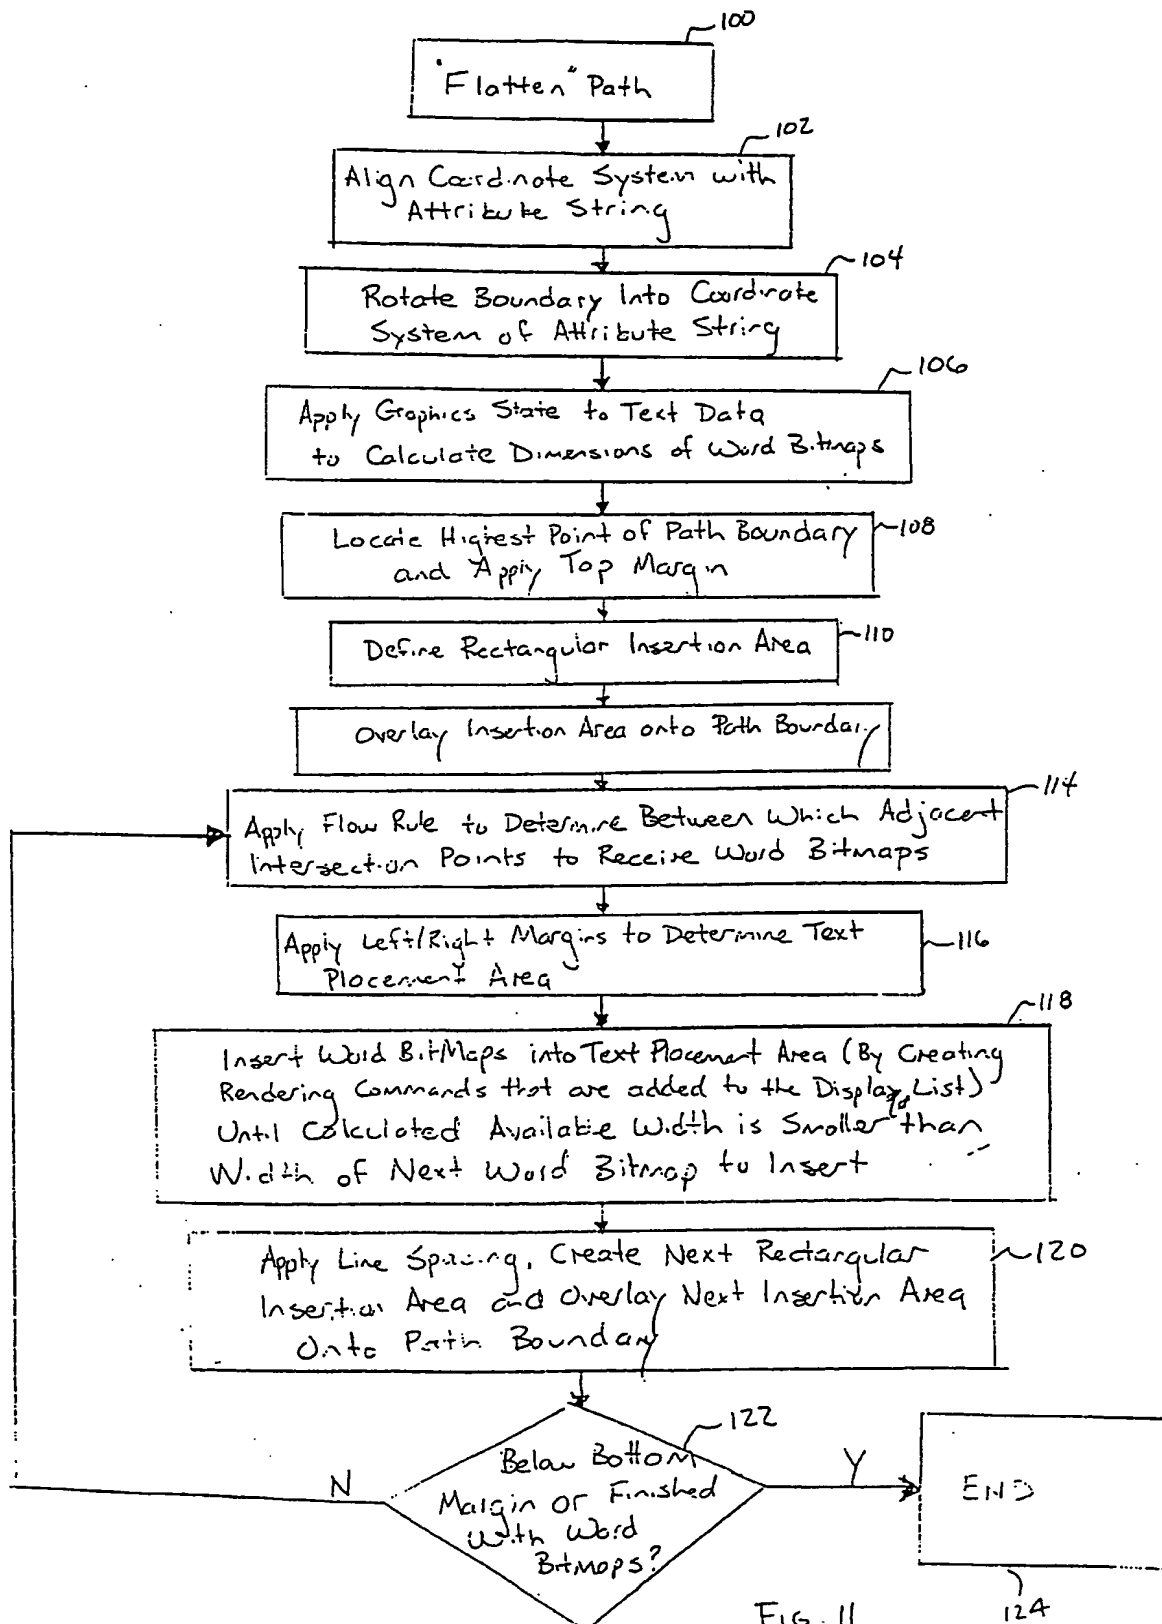 100
"Flatten" Path
102
Align Coordinate System with
Attribute String
104
Rotate Boundary Into Coordinate
System of Attribute String
106
Apply Graphics State to Text Data
to Calculate Dimensions of Word Bitmaps
108
Locate Highest Point of Path Boundary
and Apply Top Margin
110
Define Rectangular Insertion Area
Overlay Insertion Area onto Path Boundary
114
Apply Flow Rule to Determine Between Which Adjacent
Intersection Points to Receive Word Bitmaps
116
Apply Left/Right Margins to Determine Text
Placement Area
118
Insert Word BitMaps into Text Placement Area (By Creating
Rendering Commands that are added to the Display List)
Until Calculated Available Width is Smaller than
Width of Next Word Bitmap to Insert
120
Apply Line Spacing, Create Next Rectangular
Insertion Area and Overlay Next Insertion Area
Onto Path Boundary
122
Below Bottom
Margin or Finished
With Word
Bitmaps?
N
Y
END
124
FIG. 11